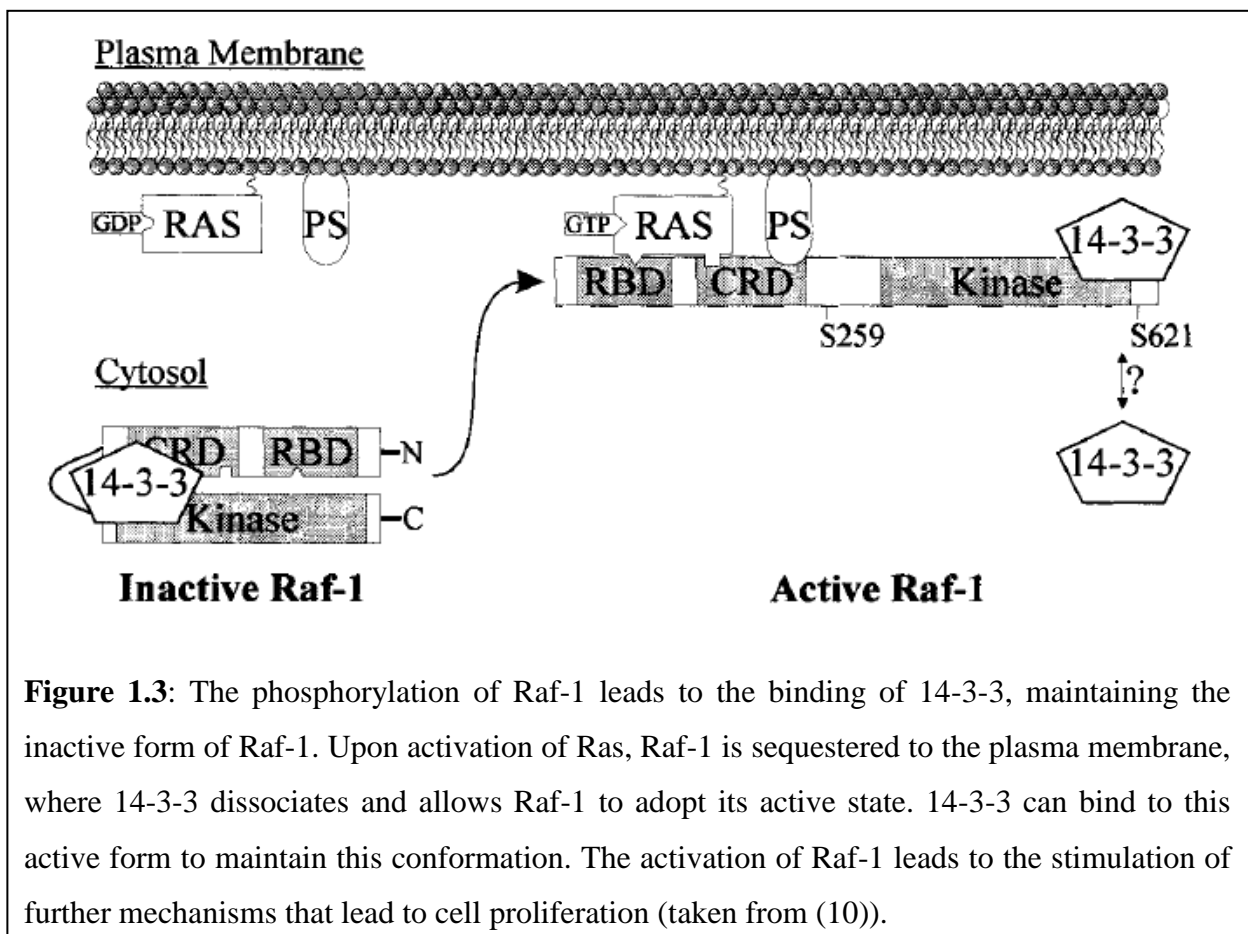 Plasma Membrane
GDP RAS PS
GTP RAS PS 14-3-3
RBD CRD Kinase
S259 S621
?
14-3-3
Cytosol
CRD RBD N
14-3-3
Kinase C
Inactive Raf-1
Active Raf-1
Figure 1.3: The phosphorylation of Raf-1 leads to the binding of 14-3-3, maintaining the
inactive form of Raf-1. Upon activation of Ras, Raf-1 is sequestered to the plasma membrane,
where 14-3-3 dissociates and allows Raf-1 to adopt its active state. 14-3-3 can bind to this
active form to maintain this conformation. The activation of Raf-1 leads to the stimulation of
further mechanisms that lead to cell proliferation (taken from (10)).